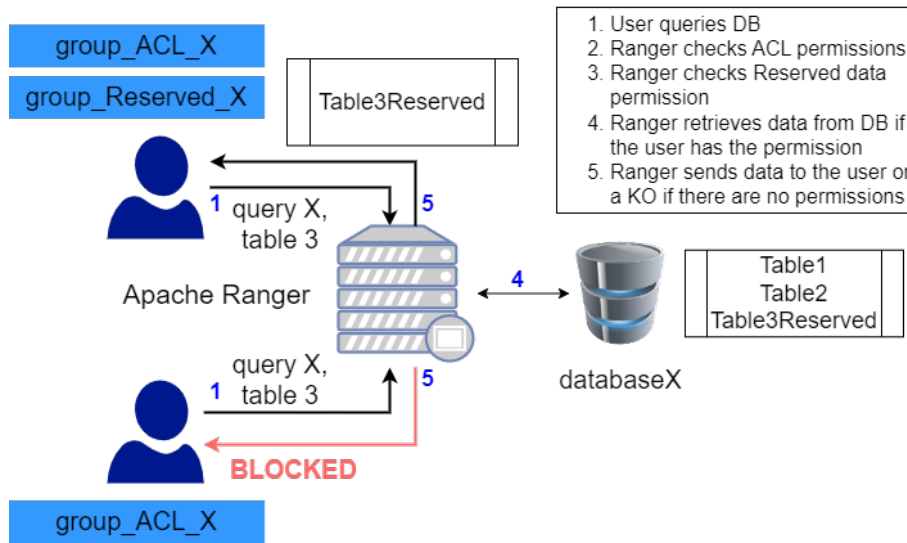 group_ACL_X
group_Reserved_X
Table3Reserved
1. User queries DB
2. Ranger checks ACL permissions
3. Ranger checks Reserved data
permission
4. Ranger retrieves data from DB if
the user has the permission
5. Ranger sends data to the user or
a KO if there are no permissions
1
query X,
table 3
5
Apache Ranger
4
Table1
Table2
Table3Reserved
databaseX
1
query X,
table 3
5
BLOCKED
group_ACL_X